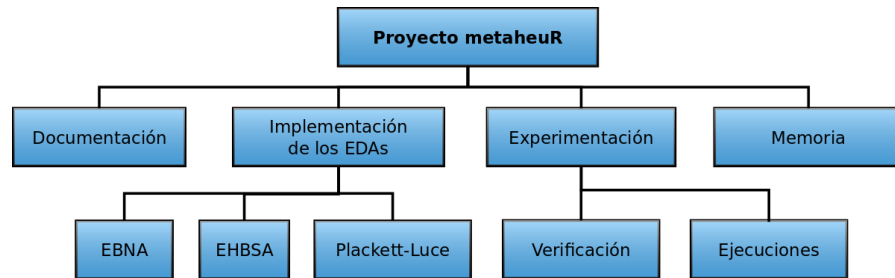 Proyecto metaheuR
Documentación
Implementación
de los EDAs
Experimentación
Memoria
EBNA
EHBSA
Plackett-Luce
Verificación
Ejecuciones